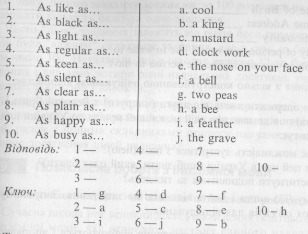 1. As like as... a. cool
2. As black as... b. a king
3. As light as... c. mustard
4. As regular as... d. clock work
5. As keen as... e. the nose on your face
6. As silent as... f. a bell
7. As clear as... g. two peas
8. As plain as... h. a bee
9. As happy as... i. a feather
10. As busy as... j. the grave
Відповідь: 1 — 4 — 7 —
2 — 5 — 8 — 10 –
3 — 6 — 9 —
Ключ: 1 — g 4 — d 7 — f
2 — a 5 — c 8 — e 10 – h
3 — i 6 — j 9 — b